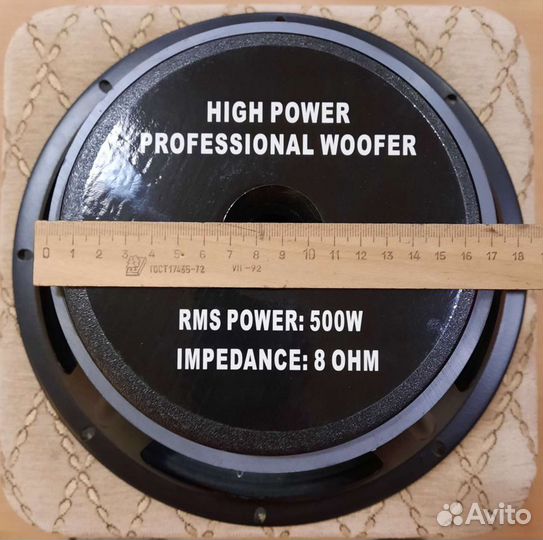 HIGH POWER
PROFESSIONAL WOOFER
0 1 2 3 4 5 6 7 8 9 10 11 12 13 14 15 16 17 18
ГОСТ 17435-72 VII-92
RMS POWER: 500W
IMPEDANCE: 8 OHM
Avito